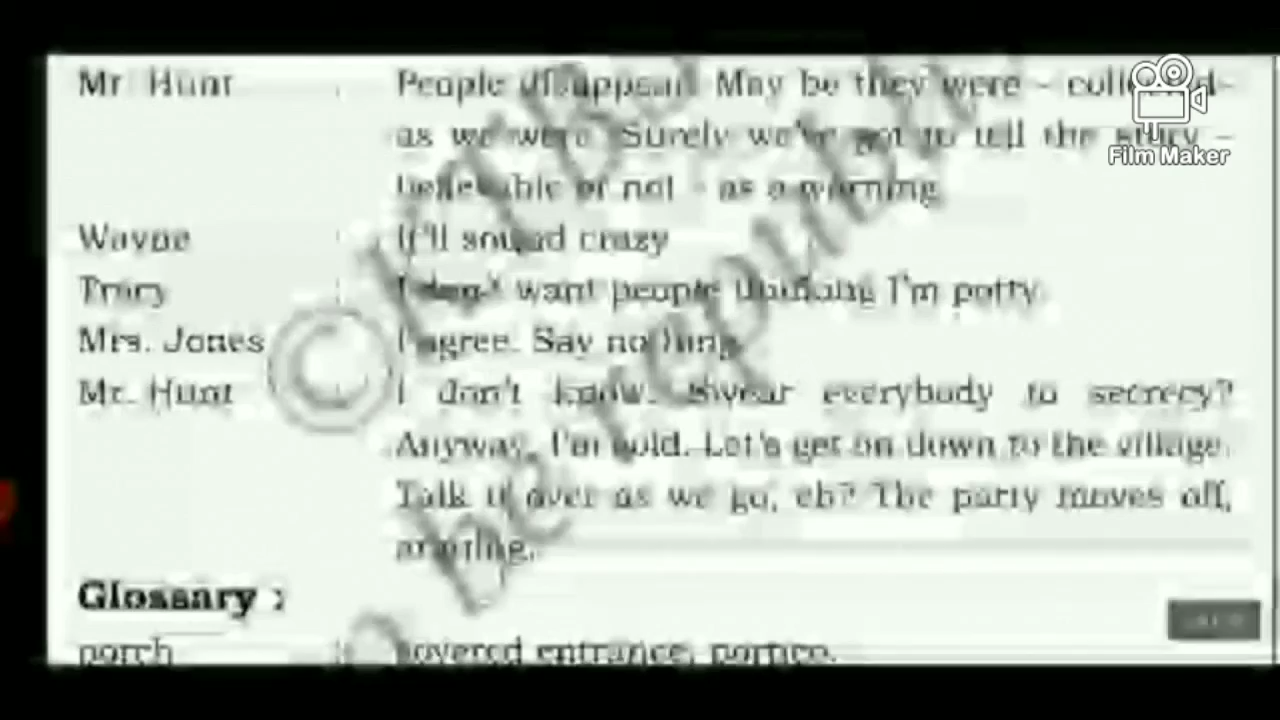 Mr. Hunt : People disappear. May be they were – collected –
as we were. Surely we've got to tell the story –
believable or not – as a warning.
Wayne : It'll sound crazy
Tracy : I don't want people thinking I'm potty.
Mrs. Jones : I agree. Say nothing.
Mr. Hunt : I don't know. Swear everybody to secrecy?
Anyway, I'm cold. Let's get on down to the village.
Talk it over as we go, eh? The party moves off,
arguing.
Glossary :
porch : covered entrance, portico.
Film Maker
© KTBS
be republished